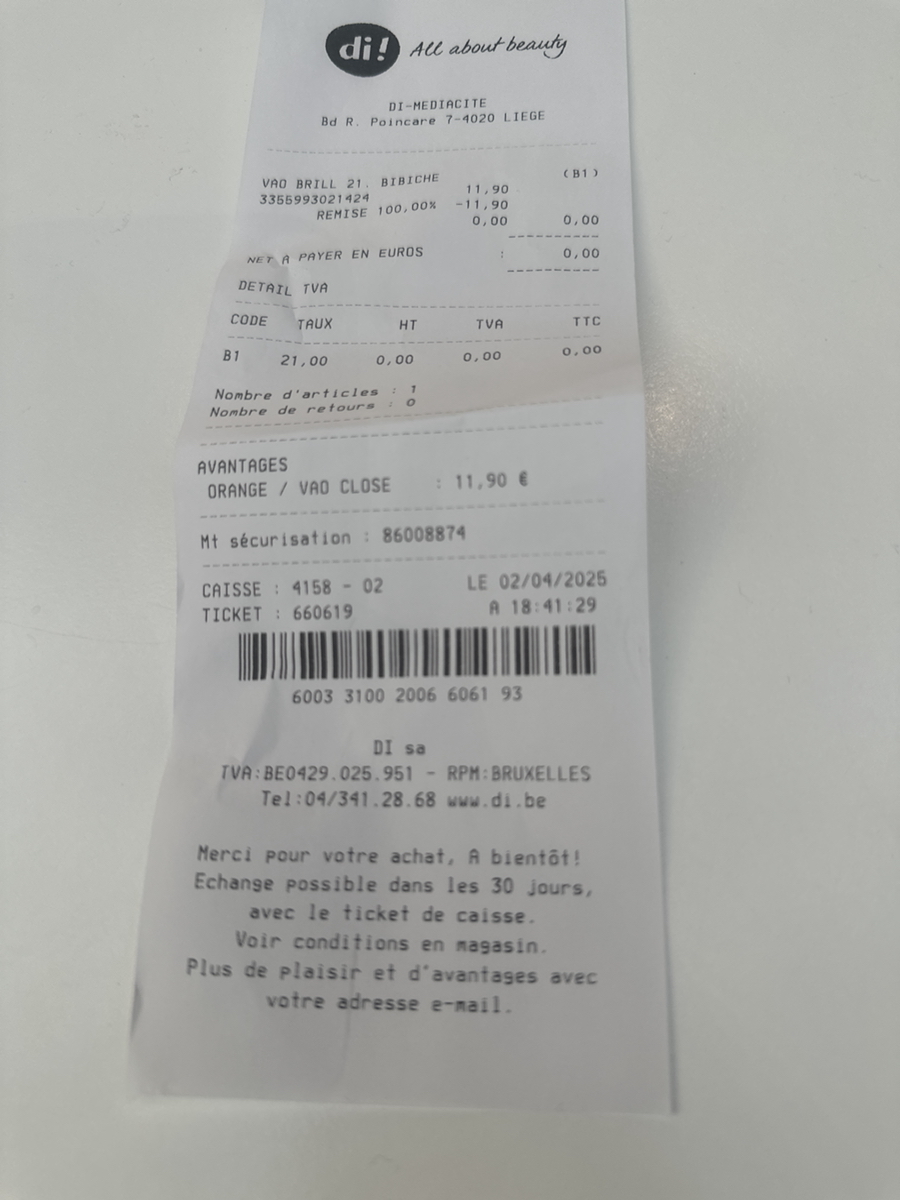 di! All about beauty
DI-MEDIACITE
Bd R. Poincare 7-4020 LIEGE
VAO BRILL 21. BIBICHE (B1)
3355993021424 11,90
REMISE 100,00% -11,90
0,00 0,00
NET A PAYER EN EUROS : 0,00
DETAIL TVA
CODE TAUX HT TVA TTC
B1 21,00 0,00 0,00 0,00
Nombre d'articles : 1
Nombre de retours : 0
AVANTAGES
ORANGE / VAO CLOSE : 11,90 €
Mt sécurisation : 86008874
CAISSE : 4158 - 02 LE 02/04/2025
TICKET : 660619 A 18:41:29
6003 3100 2006 6061 93
DI sa
TVA:BE0429.025.951 - RPM:BRUXELLES
Tel:04/341.28.68 www.di.be
Merci pour votre achat, A bientôt!
Echange possible dans les 30 jours,
avec le ticket de caisse.
Voir conditions en magasin.
Plus de plaisir et d'avantages avec
votre adresse e-mail.